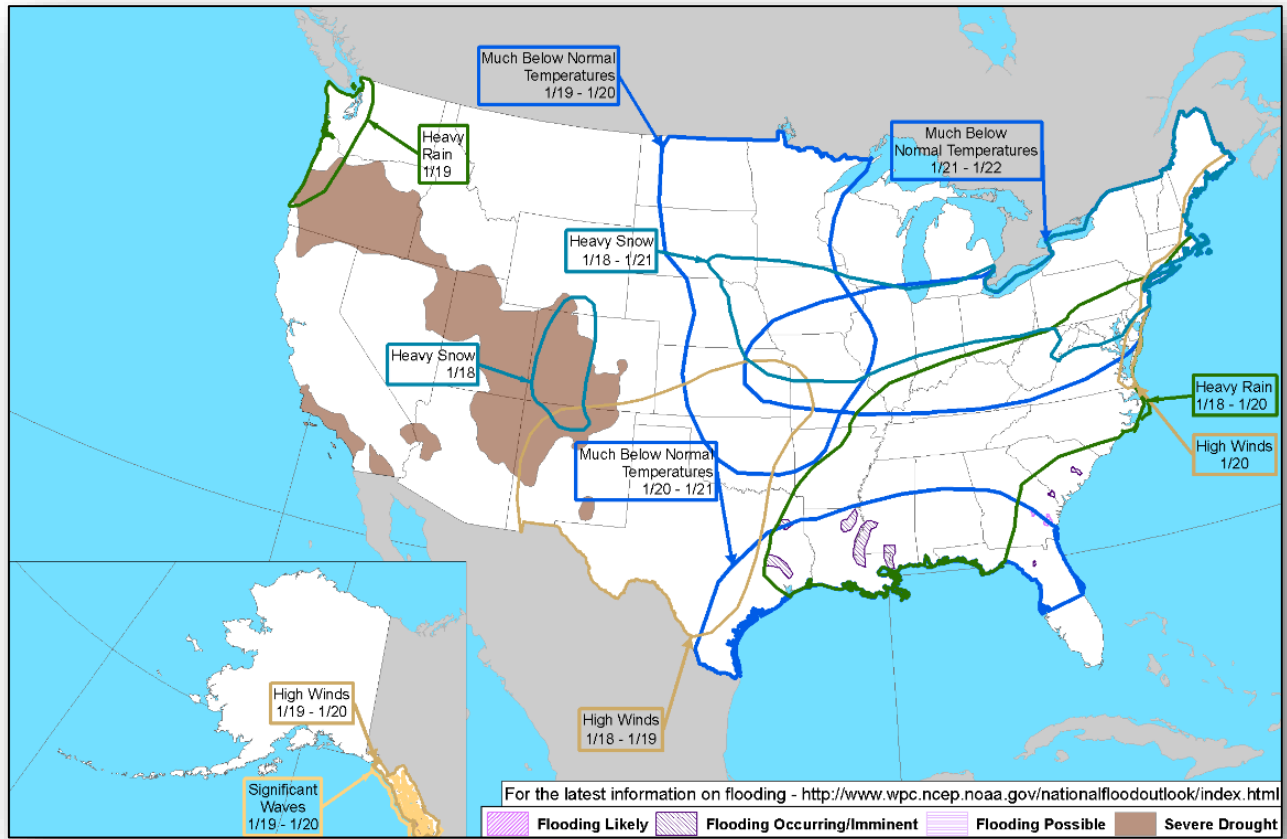 Much Below Normal
Temperatures
1/19 - 1/20
Heavy
Rain
1/19
Much Below
Normal Temperatures
1/21 - 1/22
Heavy Snow
1/18 - 1/21
Heavy Snow
1/18
Heavy Rain
1/18 - 1/20
High Winds
1/20
Much Below Normal
Temperatures
1/20 - 1/21
High Winds
1/19 - 1/20
High Winds
1/18 - 1/19
Significant
Waves
1/19 - 1/20
For the latest information on flooding - http://www.wpc.ncep.noaa.gov/nationalfloodoutlook/index.html
Flooding Likely Flooding Occurring/Imminent Flooding Possible Severe Drought